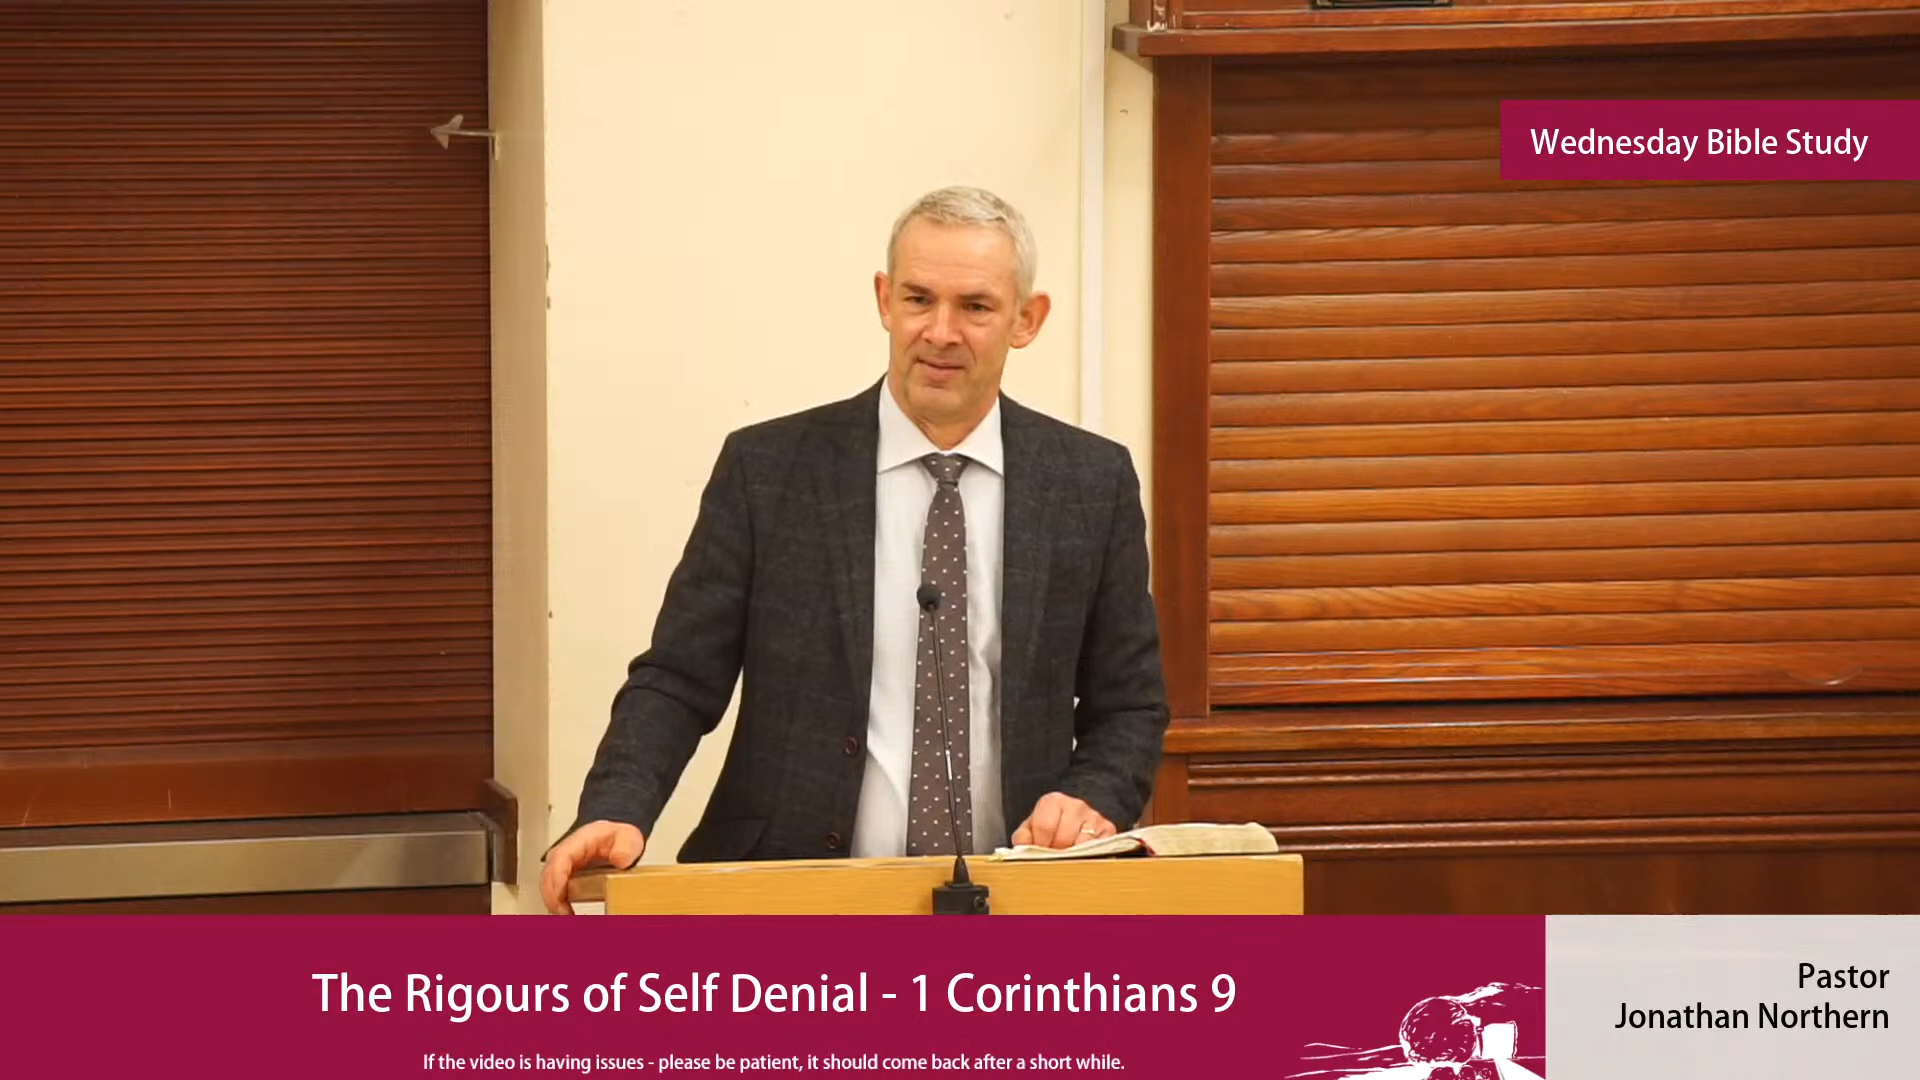 Wednesday Bible Study
The Rigours of Self Denial - 1 Corinthians 9
Pastor
Jonathan Northern
If the video is having issues - please be patient, it should come back after a short while.